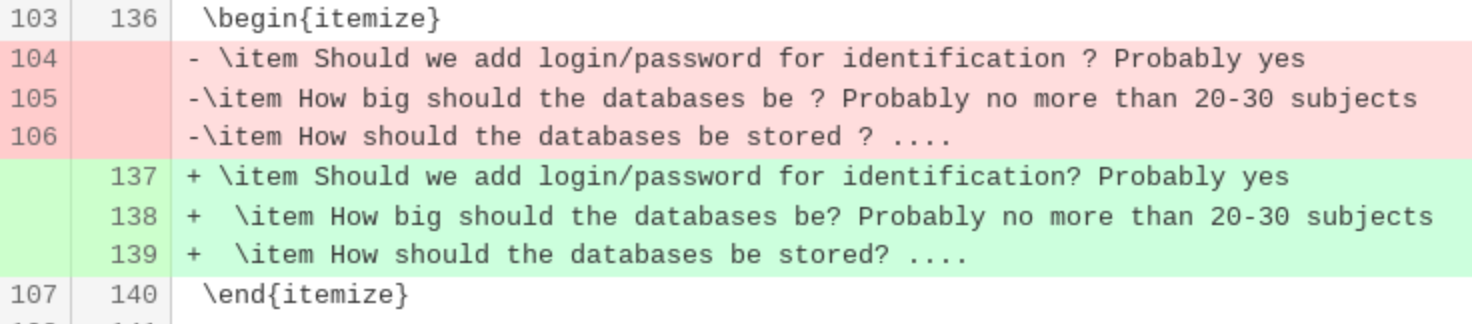 103 136 \begin{itemize}
104 - \item Should we add login/password for identification ? Probably yes
105 -\item How big should the databases be ? Probably no more than 20-30 subjects
106 -\item How should the databases be stored ? ....
137 + \item Should we add login/password for identification? Probably yes
138 +  \item How big should the databases be? Probably no more than 20-30 subjects
139 +  \item How should the databases be stored? ....
107 140 \end{itemize}